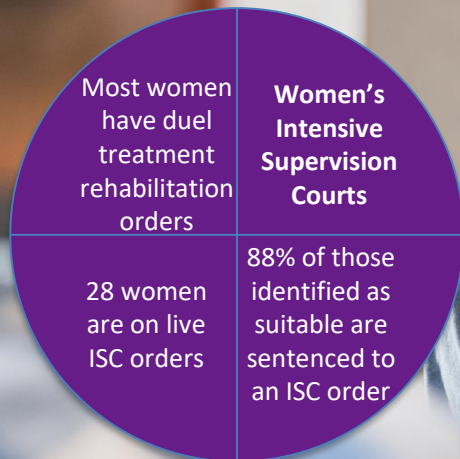 Most women
have duel
treatment
rehabilitation
orders
Women’s
Intensive
Supervision
Courts
28 women
are on live
ISC orders
88% of those
identified as
suitable are
sentenced to
an ISC order